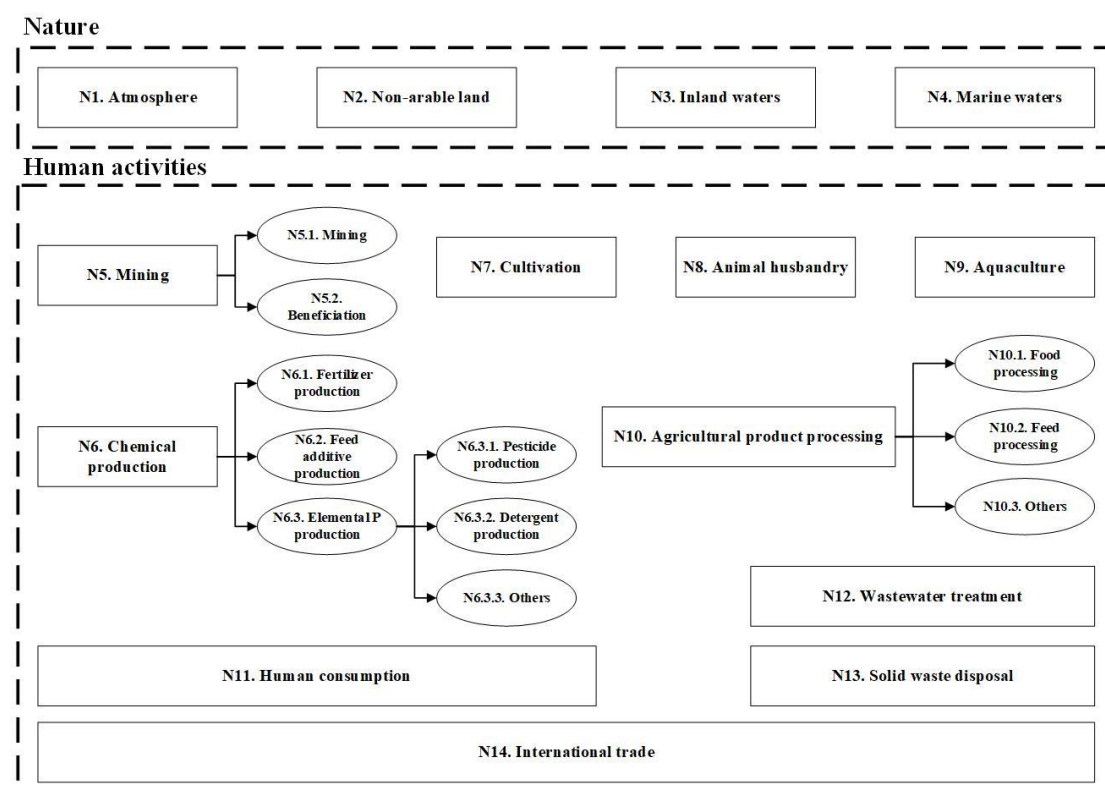 Nature
N1. Atmosphere
N2. Non-arable land
N3. Inland waters
N4. Marine waters
Human activities
N5. Mining
N5.1. Mining
N5.2.
Beneficiation
N7. Cultivation
N8. Animal husbandry
N9. Aquaculture
N6. Chemical
production
N6.1. Fertilizer
production
N6.2. Feed
additive
production
N6.3. Elemental P
production
N6.3.1. Pesticide
production
N6.3.2. Detergent
production
N6.3.3. Others
N10. Agricultural product processing
N10.1. Food
processing
N10.2. Feed
processing
N10.3. Others
N12. Wastewater treatment
N11. Human consumption
N13. Solid waste disposal
N14. International trade